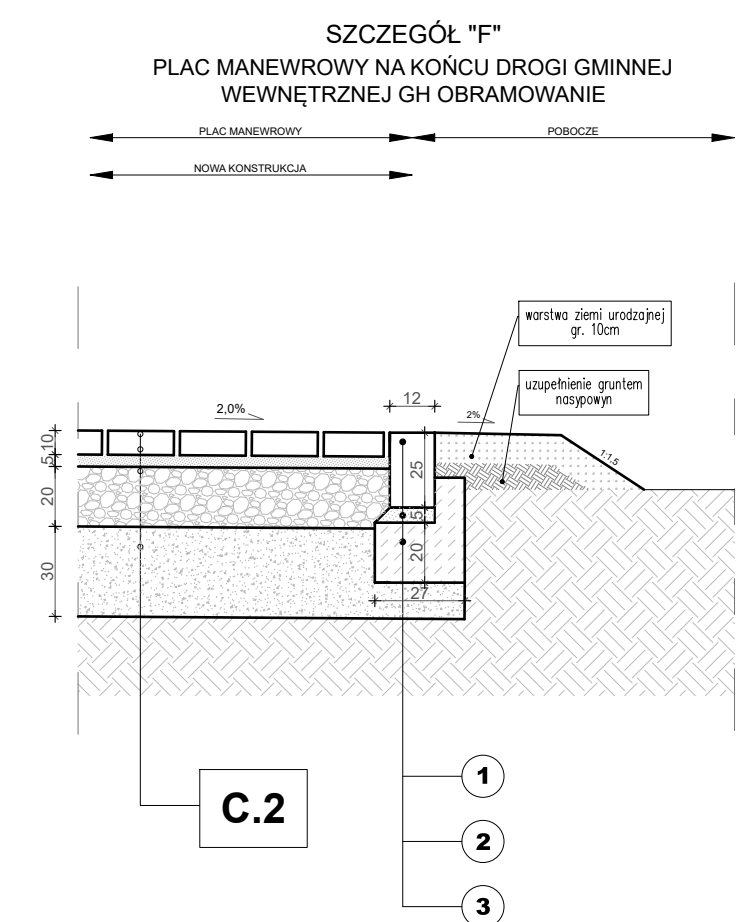 SZCZEGÓŁ "F"
PLAC MANEWROWY NA KOŃCU DROGI GMINNEJ
WEWNĘTRZNEJ GH OBRAMOWANIE
PLAC MANEWROWY
POBOCZE
NOWA KONSTRUKCJA
warstwa ziemi urodzajnej
gr. 10cm
uzupełnienie gruntem
nasypowyn
12
2,0%
2%
1:1,5
10
5
20
30
25
5
20
27
C.2
1
2
3